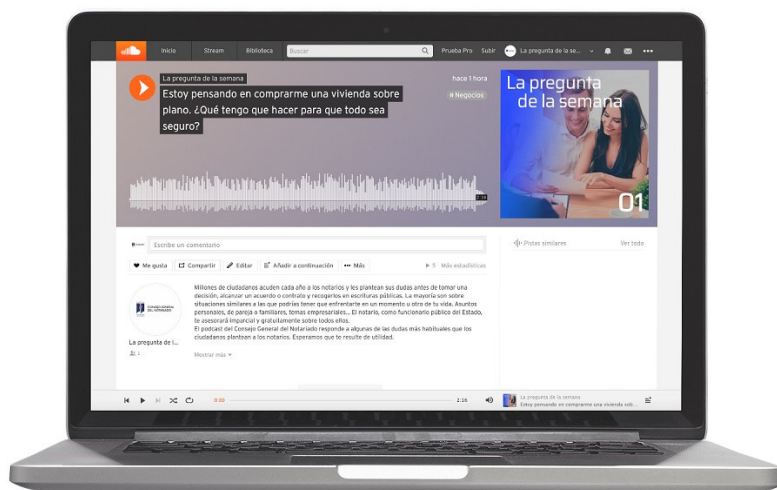 Inicio
Stream
Biblioteca
Buscar
Prueba Pro
Subir
La pregunta de la se...
La pregunta de la semana
Estoy pensando en comprarme una vivienda sobre
plano. ¿Qué tengo que hacer para que todo sea
seguro?
hace 1 hora
# Negocios
2:16
La pregunta
de la semana
01
Escribe un comentario
Me gusta
Compartir
Editar
Añadir a continuación
Más
5
Más estadísticas
Pistas similares
Ver todo
CONSEJO GENERAL
DEL NOTARIADO
La pregunta de l...
1
Millones de ciudadanos acuden cada año a los notarios y les plantean sus dudas antes de tomar una
decisión, alcanzar un acuerdo o contrato y recogerlos en escrituras públicas. La mayoría son sobre
situaciones similares a las que podrías tener que enfrentarte en un momento u otro de tu vida. Asuntos
personales, de pareja o familiares, temas empresariales... El notario, como funcionario público del Estado,
te asesorará imparcial y gratuitamente sobre todos ellos.
El podcast del Consejo General del Notariado responde a algunas de las dudas más habituales que los
ciudadanos plantean a los notarios. Esperamos que te resulte de utilidad.
Mostrar más
0:00
2:16
La pregunta de la semana
Estoy pensando en comprarme una vivienda sob...